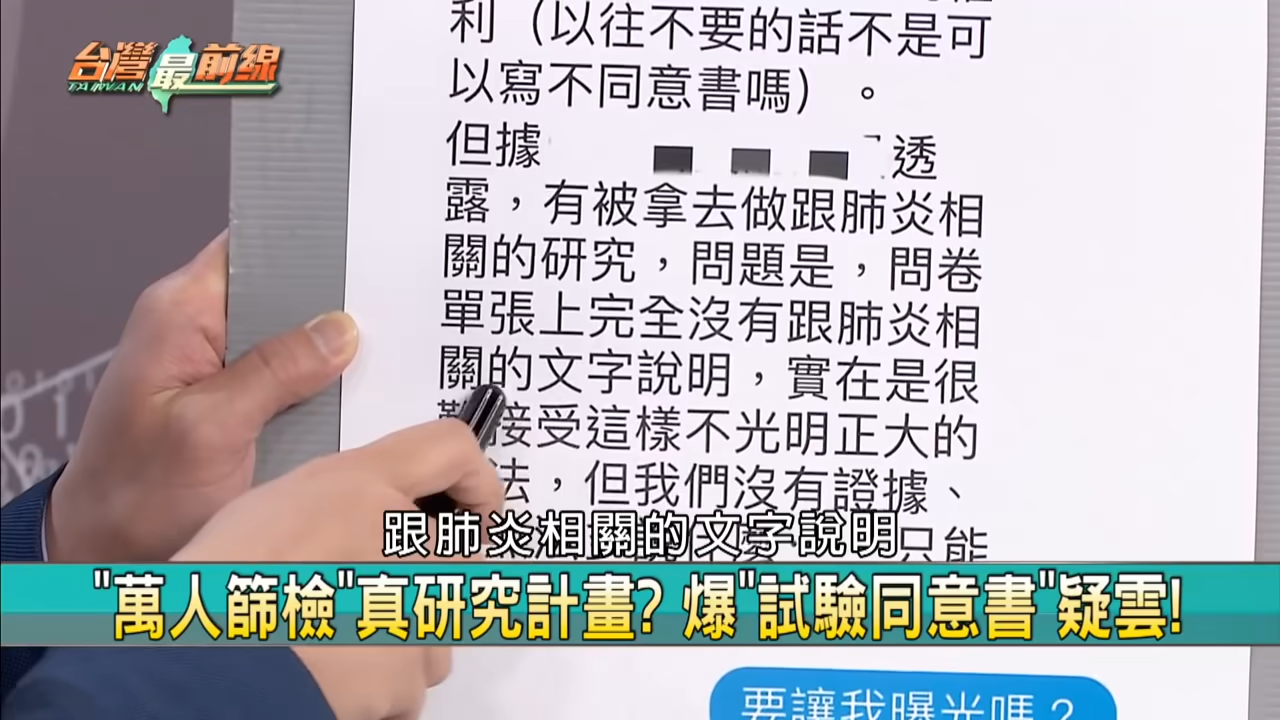 台灣最前線
TAIWAN
利（以往不要的話不是可
以寫不同意書嗎）。
但據 透
露，有被拿去做跟肺炎相
關的研究，問題是，問卷
單張上完全沒有跟肺炎相
關的文字說明，實在是很
難接受這樣不光明正大的
法，但我們沒有證據、
只能
跟肺炎相關的文字說明
"萬人篩檢"真研究計畫? 爆"試驗同意書"疑雲!
要讓我曝光嗎？